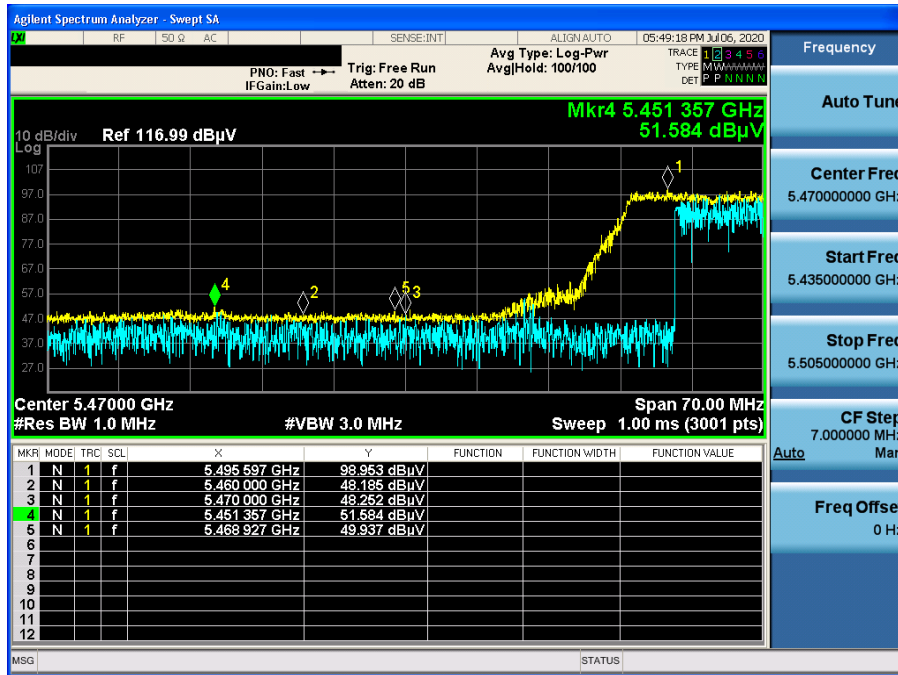 Agilent Spectrum Analyzer - Swept SA
LXI RF 50 Ω AC SENSE:INT ALIGN AUTO 05:49:18 PM Jul 06, 2020
PNO: Fast
IFGain:Low
Trig: Free Run
Atten: 20 dB
Avg Type: Log-Pwr
Avg|Hold: 100/100
TRACE 1 2 3 4 5 6
TYPE M W
DET P P N N N N
Mkr4 5.451 357 GHz
51.584 dBµV
10 dB/div Ref 116.99 dBµV
Log
107
97.0
87.0
77.0
67.0
57.0
47.0
37.0
27.0
1
4
2
5
3
Center 5.47000 GHz Span 70.00 MHz
#Res BW 1.0 MHz #VBW 3.0 MHz Sweep 1.00 ms (3001 pts)
MKR MODE TRC SCL X Y FUNCTION FUNCTION WIDTH FUNCTION VALUE
1 N 1 f 5.495 597 GHz 98.953 dBµV
2 N 1 f 5.460 000 GHz 48.185 dBµV
3 N 1 f 5.470 000 GHz 48.252 dBµV
4 N 1 f 5.451 357 GHz 51.584 dBµV
5 N 1 f 5.468 927 GHz 49.937 dBµV
6
7
8
9
10
11
12
MSG STATUS
Frequency
Auto Tun
Center Fre
5.470000000 GH
Start Fre
5.435000000 GH
Stop Fre
5.505000000 GH
CF Step
7.000000 MH
Auto Ma
Freq Offse
0 H